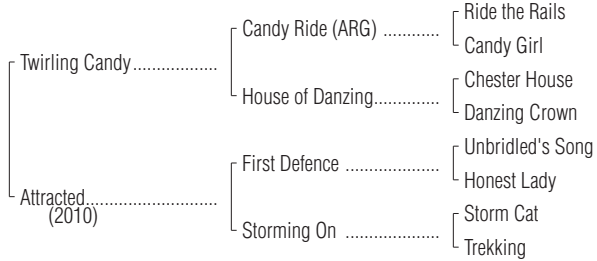 Ride the Rails
Candy Ride (ARG) ............
Candy Girl
Twirling Candy..................
Chester House
House of Danzing..............
Danzing Crown
Unbridled's Song
First Defence ....................
Honest Lady
Attracted............................
(2010)
Storm Cat
Storming On ....................
Trekking